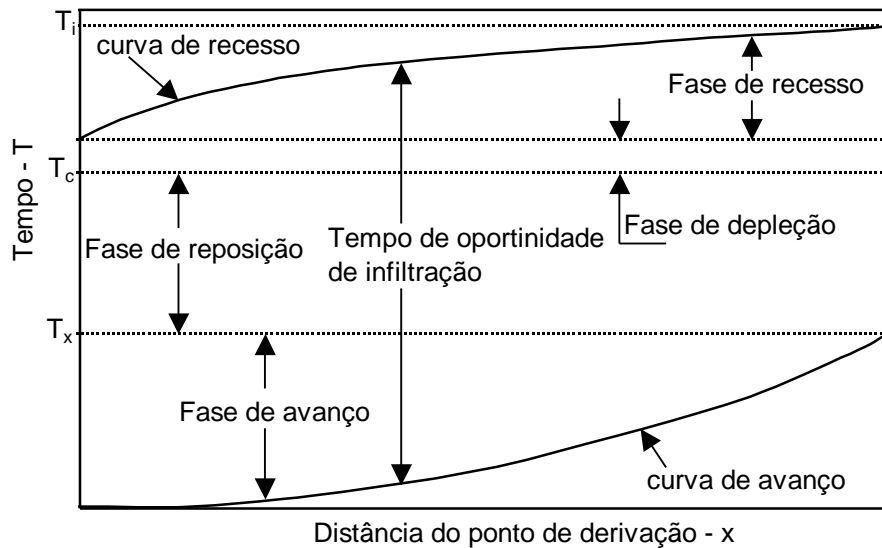 Ti
curva de recesso
Fase de recesso
Tc
Fase de reposição
Tempo de oportinidade
de infiltração
Fase de depleção
Tx
Fase de avanço
curva de avanço
Tempo - T
Distância do ponto de derivação - x